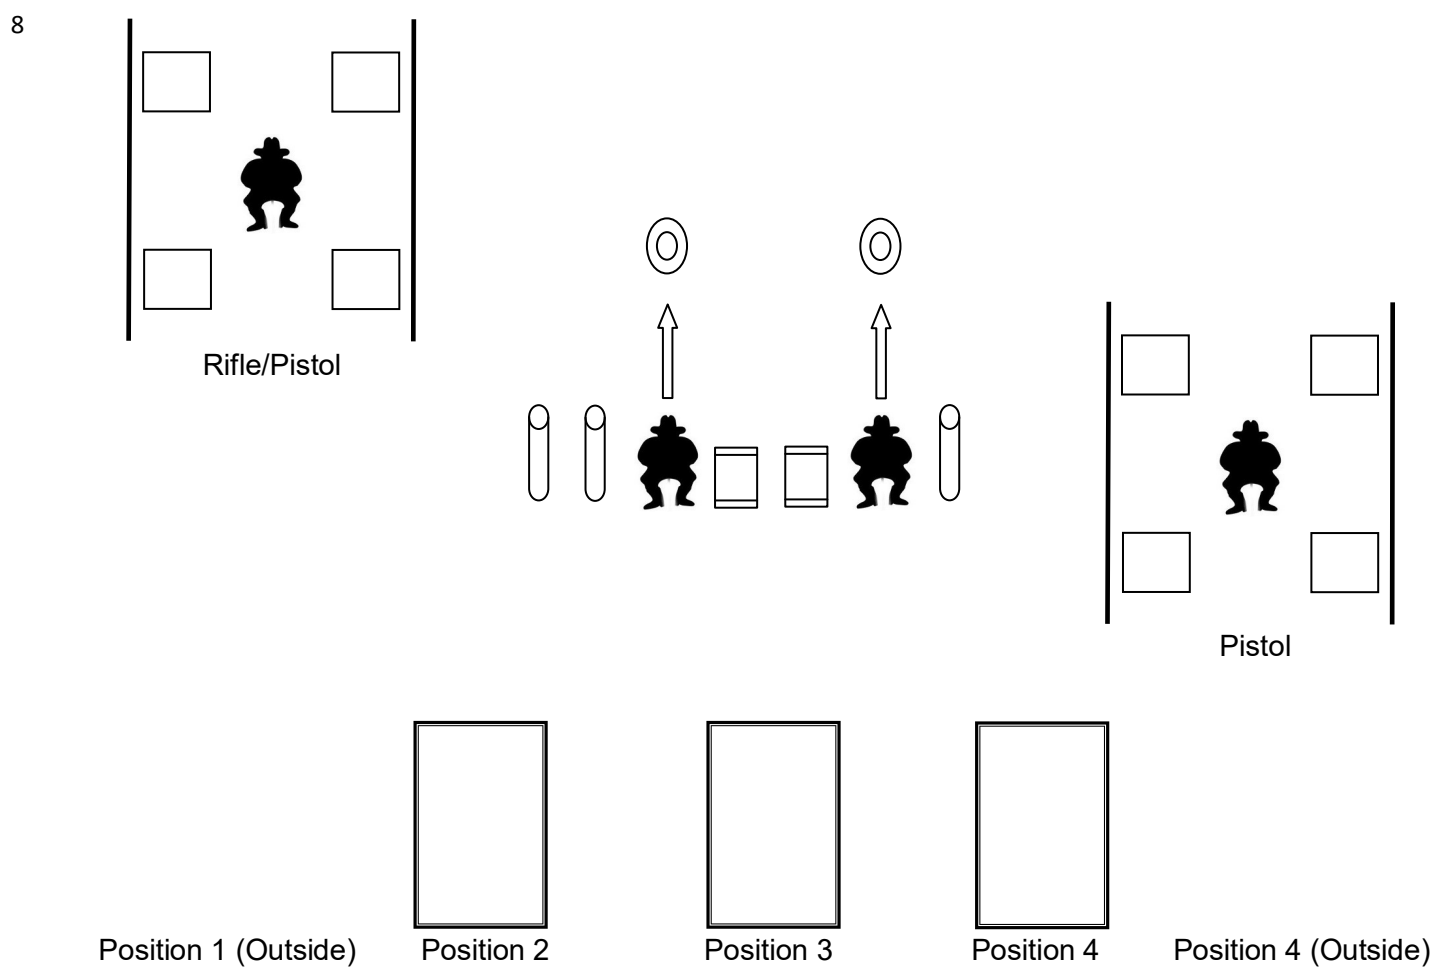 8
Rifle/Pistol
Pistol
Position 1 (Outside)
Position 2
Position 3
Position 4
Position 4 (Outside)